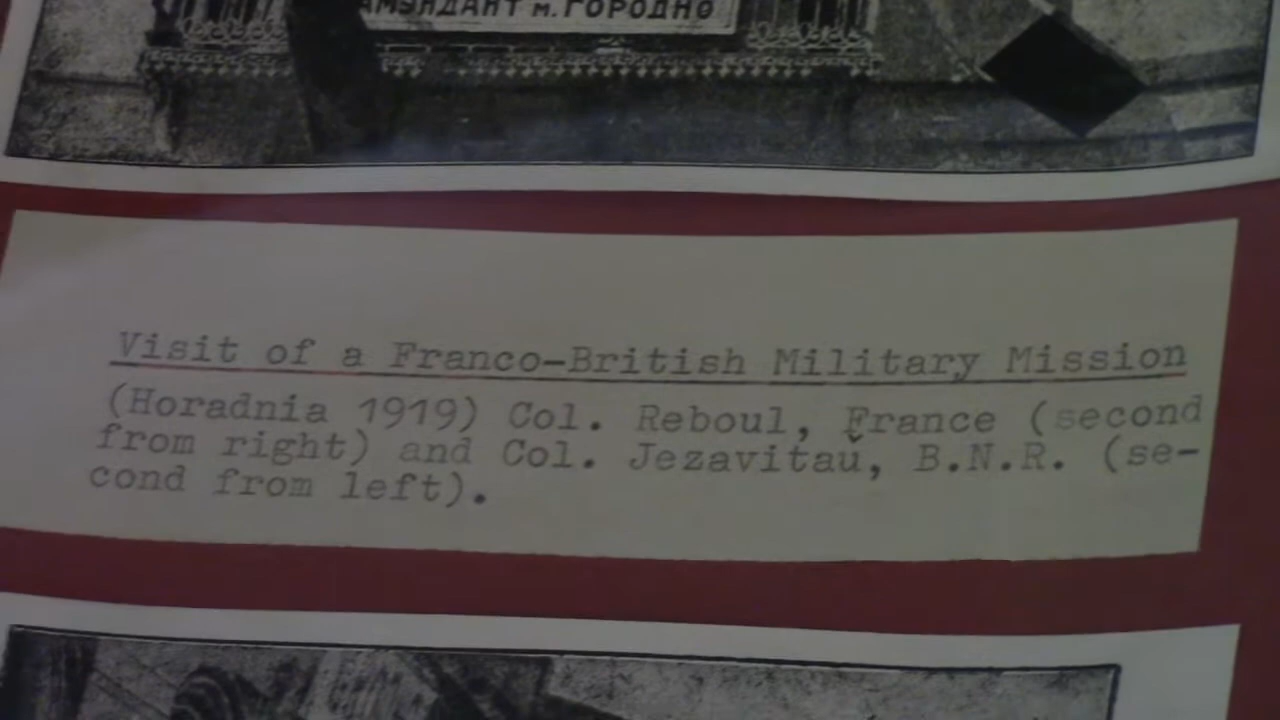 АМЭНДАНТ м. ГОРОДНО
Visit of a Franco-British Military Mission
(Horadnia 1919) Col. Reboul, France (second
from right) and Col. Jezavitaŭ, B.N.R. (se-
cond from left).